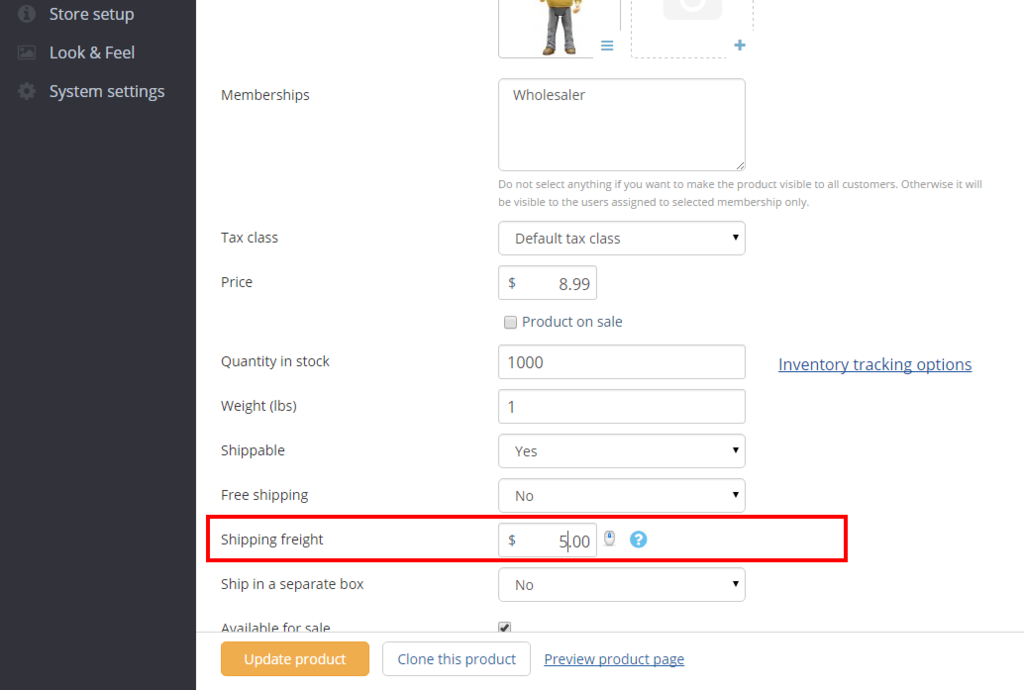 Store setup
Look & Feel
System settings
Memberships
Wholesaler
Do not select anything if you want to make the product visible to all customers. Otherwise it will
be visible to the users assigned to selected membership only.
Tax class
Default tax class
Price
$ 8.99
Product on sale
Quantity in stock
1000
Inventory tracking options
Weight (lbs)
1
Shippable
Yes
Free shipping
No
Shipping freight
$ 5.00
?
Ship in a separate box
No
Available for sale
Update product
Clone this product
Preview product page